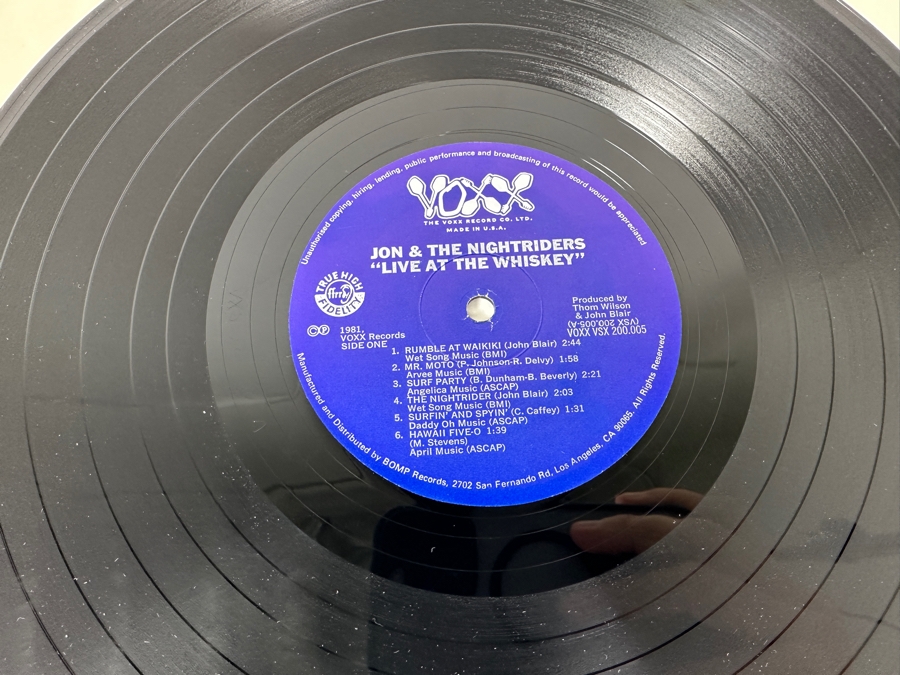 Unauthorised copying, hiring, lending, public performance and broadcasting of this record would be appreciated
VOXX
THE VOXX RECORD CO. LTD.
MADE IN U.S.A.
JON & THE NIGHTRIDERS
"LIVE AT THE WHISKEY"
TRUE HIGH
ffrr
FIDELITY
Ⓒ Ⓟ 1981,
VOXX Records
SIDE ONE
Produced by
Thom Wilson
& John Blair
(VSX 200.005-A)
VOXX VSX 200.005
1. RUMBLE AT WAIKIKI (John Blair) 2:44
Wet Song Music (BMI)
2. MR. MOTO (P. Johnson-R. Delvy) 1:58
Arvee Music (BMI)
3. SURF PARTY (B. Dunham-B. Beverly) 2:21
Angelica Music (ASCAP)
4. THE NIGHTRIDER (John Blair) 2:03
Wet Song Music (BMI)
5. SURFIN' AND SPYIN' (C. Caffey) 1:31
Daddy Oh Music (ASCAP)
6. HAWAII FIVE-O 1:39
(M. Stevens)
April Music (ASCAP)
Manufactured and Distributed by BOMP Records, 2702 San Fernando Rd, Los Angeles, CA 90065. All Rights Reserved.